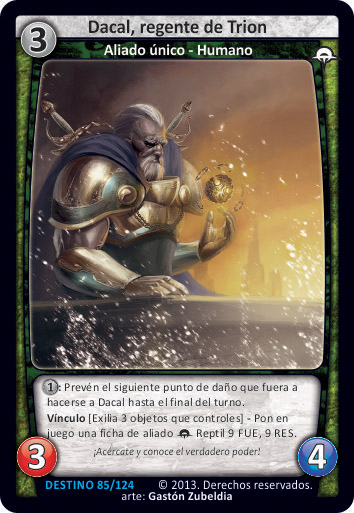 3
Dacal, regente de Trion
Aliado único - Humano
1: Prevén el siguiente punto de daño que fuera a
hacerse a Dacal hasta el final del turno.
Vínculo [Exilia 3 objetos que controles] - Pon en
juego una ficha de aliado Reptil 9 FUE, 9 RES.
¡Acércate y conoce el verdadero poder!
3
4
DESTINO 85/124 © 2013. Derechos reservados.
arte: Gastón Zubeldia